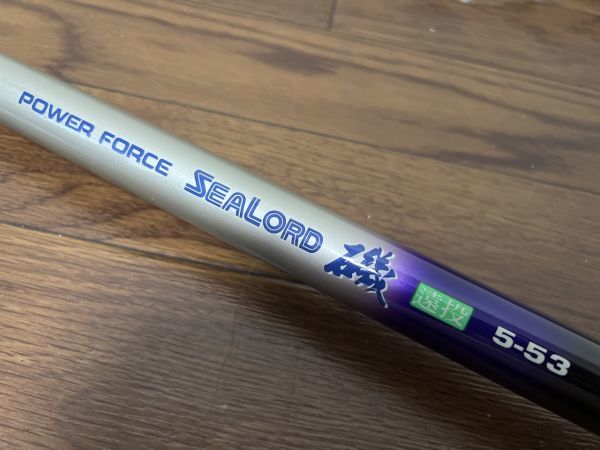 POWER FORCE SEALORD 磯 遠投 5-53